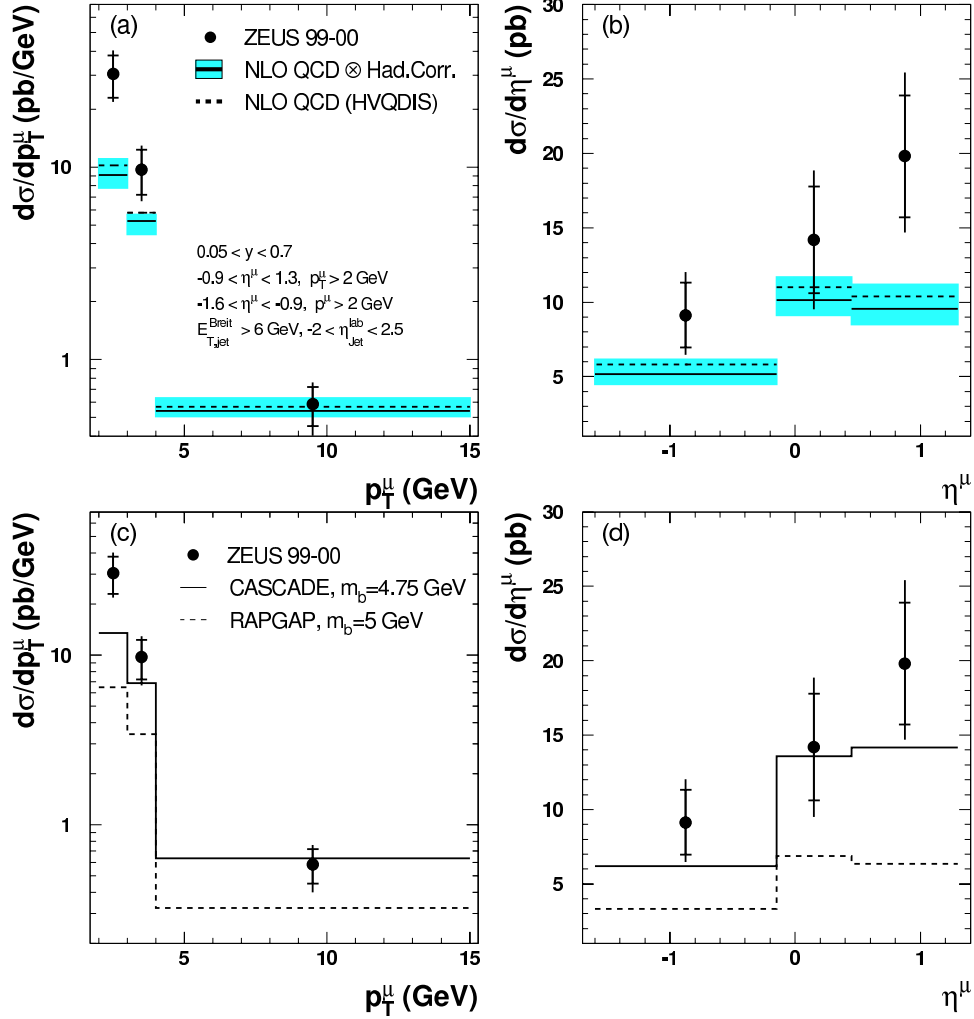 dσ/dp_T^μ (pb/GeV)
(a)
ZEUS 99-00
NLO QCD ⊗ Had.Corr.
NLO QCD (HVQDIS)
10
1
0.05 < y < 0.7
-0.9 < η^μ < 1.3, p_T^μ > 2 GeV
-1.6 < η^μ < -0.9, p^μ > 2 GeV
E_T,jet^Breit > 6 GeV, -2 < η_Jet^lab < 2.5
5 10 15
p_T^μ (GeV)
dσ/dη^μ (pb)
(b)
30
25
20
15
10
5
-1 0 1
η^μ
dσ/dp_T^μ (pb/GeV)
(c)
ZEUS 99-00
CASCADE, m_b=4.75 GeV
RAPGAP, m_b=5 GeV
10
1
5 10 15
p_T^μ (GeV)
dσ/dη^μ (pb)
(d)
30
25
20
15
10
5
-1 0 1
η^μ